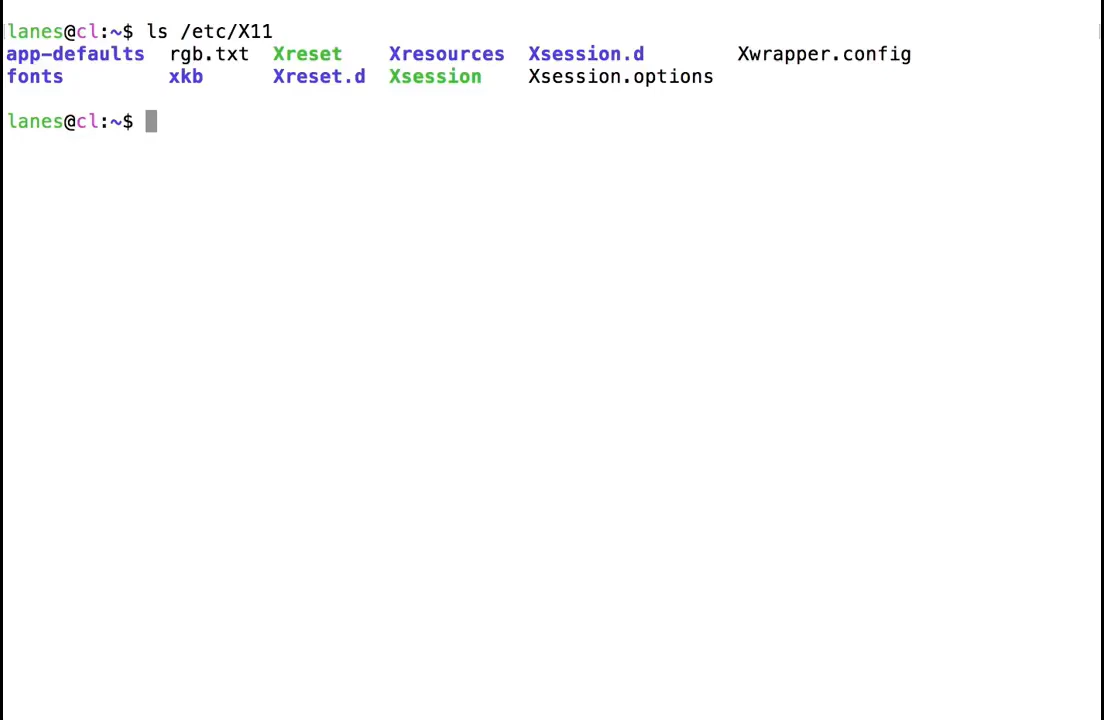 lanes@cl:~$ ls /etc/X11
app-defaults  rgb.txt  Xreset    Xresources  Xsession.d        Xwrapper.config
fonts         xkb      Xreset.d  Xsession    Xsession.options
lanes@cl:~$